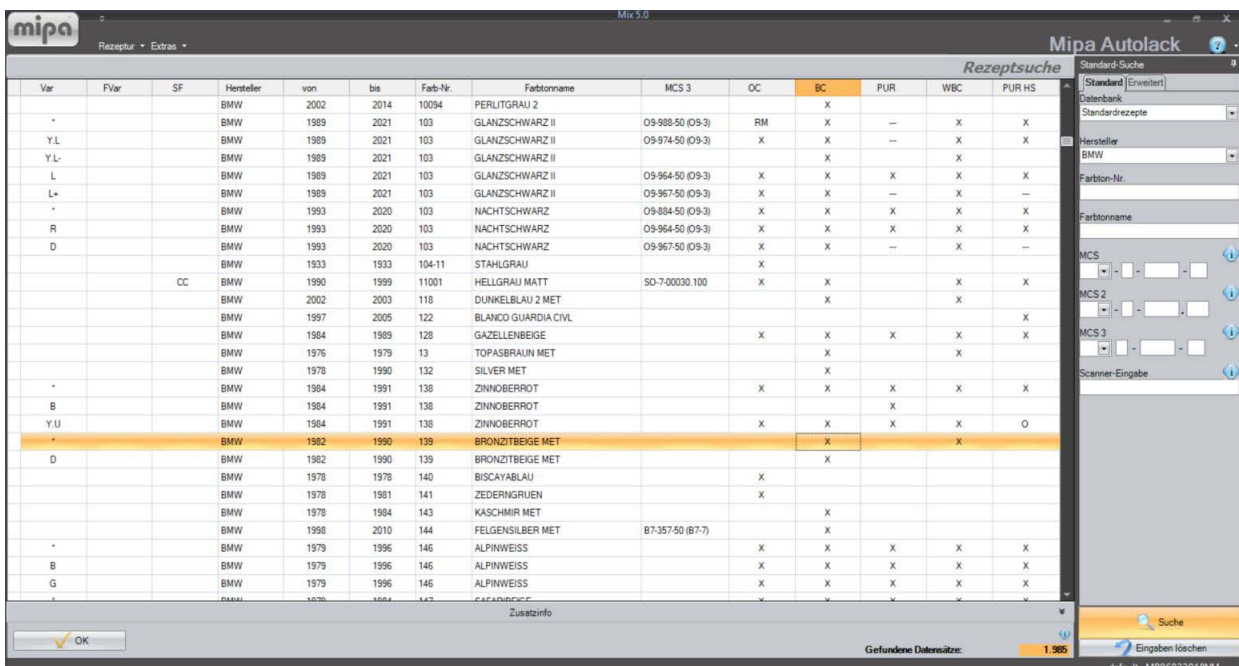 Mix 5.0
mipa
Rezeptur Extras
Mipa Autolack
Rezeptsuche
Var FVar SF Hersteller von bis Farb-Nr. Farbtonname MCS 3 OC BC PUR WBC PUR HS
BMW 2002 2014 10094 PERLITGRAU 2 X
* BMW 1989 2021 103 GLANZSCHWARZ II O9-988-50 (O9-3) RM X --- X X
Y.L BMW 1989 2021 103 GLANZSCHWARZ II O9-974-50 (O9-3) X X --- X X
Y.L- BMW 1989 2021 103 GLANZSCHWARZ II X X
L BMW 1989 2021 103 GLANZSCHWARZ II O9-964-50 (O9-3) X X X X X
L+ BMW 1989 2021 103 GLANZSCHWARZ II O9-967-50 (O9-3) X X --- X ---
* BMW 1993 2020 103 NACHTSCHWARZ O9-884-50 (O9-3) X X X X X
R BMW 1993 2020 103 NACHTSCHWARZ O9-964-50 (O9-3) X X X X X
D BMW 1993 2020 103 NACHTSCHWARZ O9-967-50 (O9-3) X X --- X ---
BMW 1933 1933 104-11 STAHLGRAU X
CC BMW 1990 1999 11001 HELLGRAU MATT SO-7-00030.100 X X X X
BMW 2002 2003 118 DUNKELBLAU 2 MET X X
BMW 1997 2005 122 BLANCO GUARDIA CIVL X
BMW 1984 1989 128 GAZELLENBEIGE X X X X X
BMW 1976 1979 13 TOPASBRAUN MET X X
BMW 1978 1990 132 SILVER MET X
* BMW 1984 1991 138 ZINNOBERROT X X X X X
B BMW 1984 1991 138 ZINNOBERROT X
Y.U BMW 1984 1991 138 ZINNOBERROT X X X X O
* BMW 1982 1990 139 BRONZITBEIGE MET X X
D BMW 1982 1990 139 BRONZITBEIGE MET X
BMW 1978 1978 140 BISCAYABLAU X
BMW 1978 1981 141 ZEDERNGRUEN X
BMW 1978 1984 143 KASCHMIR MET X
BMW 1998 2010 144 FELGENSILBER MET B7-357-50 (B7-7) X
* BMW 1979 1996 146 ALPINWEISS X X X X X
B BMW 1979 1996 146 ALPINWEISS X X X X X
G BMW 1979 1996 146 ALPINWEISS X X X X X
Zusatzinfo
OK
Gefundene Datensätze: 1.985
Standard-Suche
Standard Erweitert
Datenbank
Standardrezepte
Hersteller
BMW
Farbton-Nr.
Farbtonname
MCS
- - -
MCS 2
- - .
MCS 3
- - -
Scanner-Eingabe
Suche
Eingaben löschen